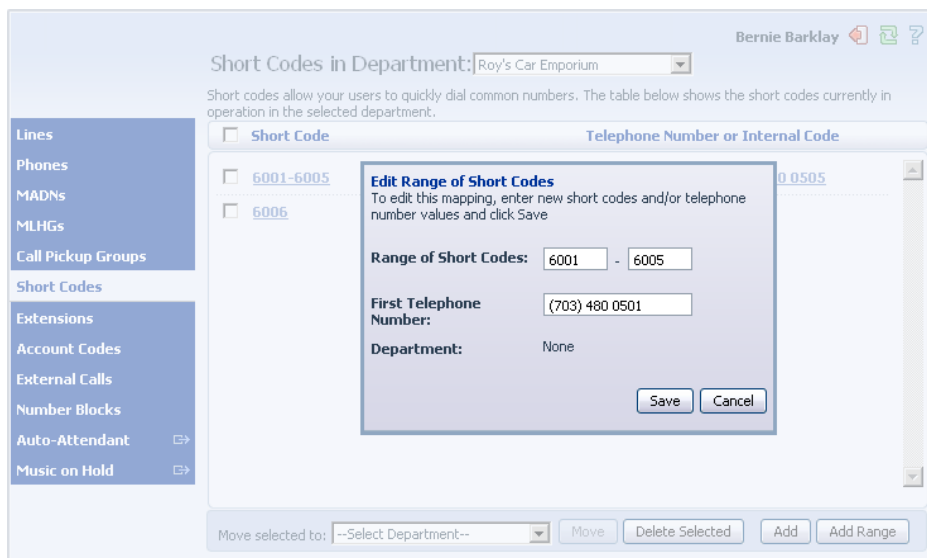 Bernie Barklay
Short Codes in Department: Roy's Car Emporium
Short codes allow your users to quickly dial common numbers. The table below shows the short codes currently in
operation in the selected department.
Lines
Phones
MADNs
MLHGs
Call Pickup Groups
Short Codes
Extensions
Account Codes
External Calls
Number Blocks
Auto-Attendant
Music on Hold
Short Code Telephone Number or Internal Code
6001-6005 0 0505
6006
Edit Range of Short Codes
To edit this mapping, enter new short codes and/or telephone
number values and click Save
Range of Short Codes: 6001 - 6005
First Telephone
Number: (703) 480 0501
Department: None
Save Cancel
Move selected to: --Select Department-- Move Delete Selected Add Add Range